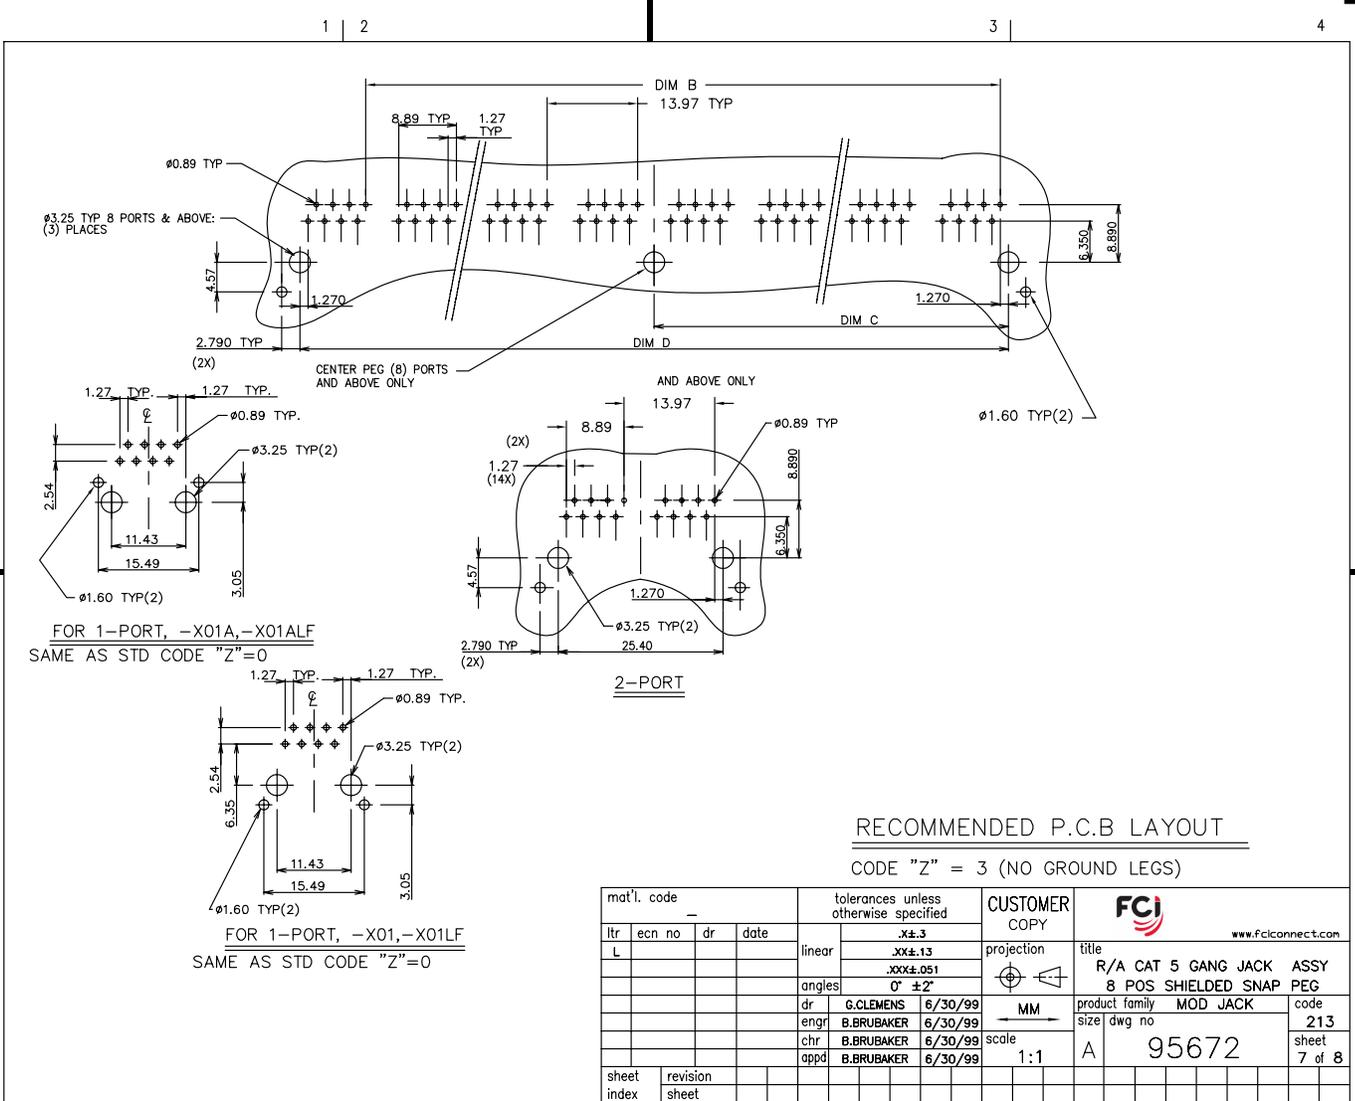 1 2 3 4
DIM B
13.97 TYP
8.89 TYP 1.27
TYP
ø0.89 TYP
ø3.25 TYP 8 PORTS & ABOVE:
(3) PLACES
4.57
1.270
6.350
8.890
1.270
DIM C
2.790 TYP
(2X)
DIM D
CENTER PEG (8) PORTS
AND ABOVE ONLY
ø1.60 TYP(2)
1.27 TYP. 1.27 TYP.
ø0.89 TYP.
ø3.25 TYP(2)
2.54
11.43
15.49
3.05
ø1.60 TYP(2)
FOR 1-PORT, -X01A,-X01ALF
SAME AS STD CODE "Z"=0
AND ABOVE ONLY
13.97
8.89
ø0.89 TYP
(2X)
1.27
(14X)
8.890
6.350
4.57
1.270
ø3.25 TYP(2)
2.790 TYP
(2X)
25.40
2-PORT
1.27 TYP. 1.27 TYP.
ø0.89 TYP.
ø3.25 TYP(2)
2.54
6.35
11.43
15.49
3.05
ø1.60 TYP(2)
FOR 1-PORT, -X01,-X01LF
SAME AS STD CODE "Z"=0
RECOMMENDED P.C.B LAYOUT
CODE "Z" = 3 (NO GROUND LEGS)
mat'l. code
-
ltr ecn no dr date
L
tolerances unless
otherwise specified
linear
.X±.3
.XX±.13
.XXX±.051
angles 0° ±2°
dr G.CLEMENS 6/30/99
engr B.BRUBAKER 6/30/99
chr B.BRUBAKER 6/30/99
appd B.BRUBAKER 6/30/99
CUSTOMER
COPY
projection
MM
scale
1:1
FCi
www.fciconnect.com
title
R/A CAT 5 GANG JACK ASSY
8 POS SHIELDED SNAP PEG
product family MOD JACK
code
213
size dwg no
A 95672
sheet
7 of 8
sheet revision
index sheet